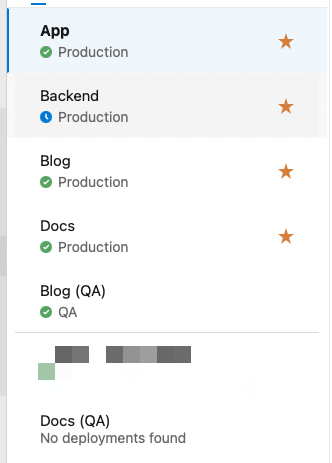 App
Production
Backend
Production
Blog
Production
Docs
Production
Blog (QA)
QA
Docs (QA)
No deployments found